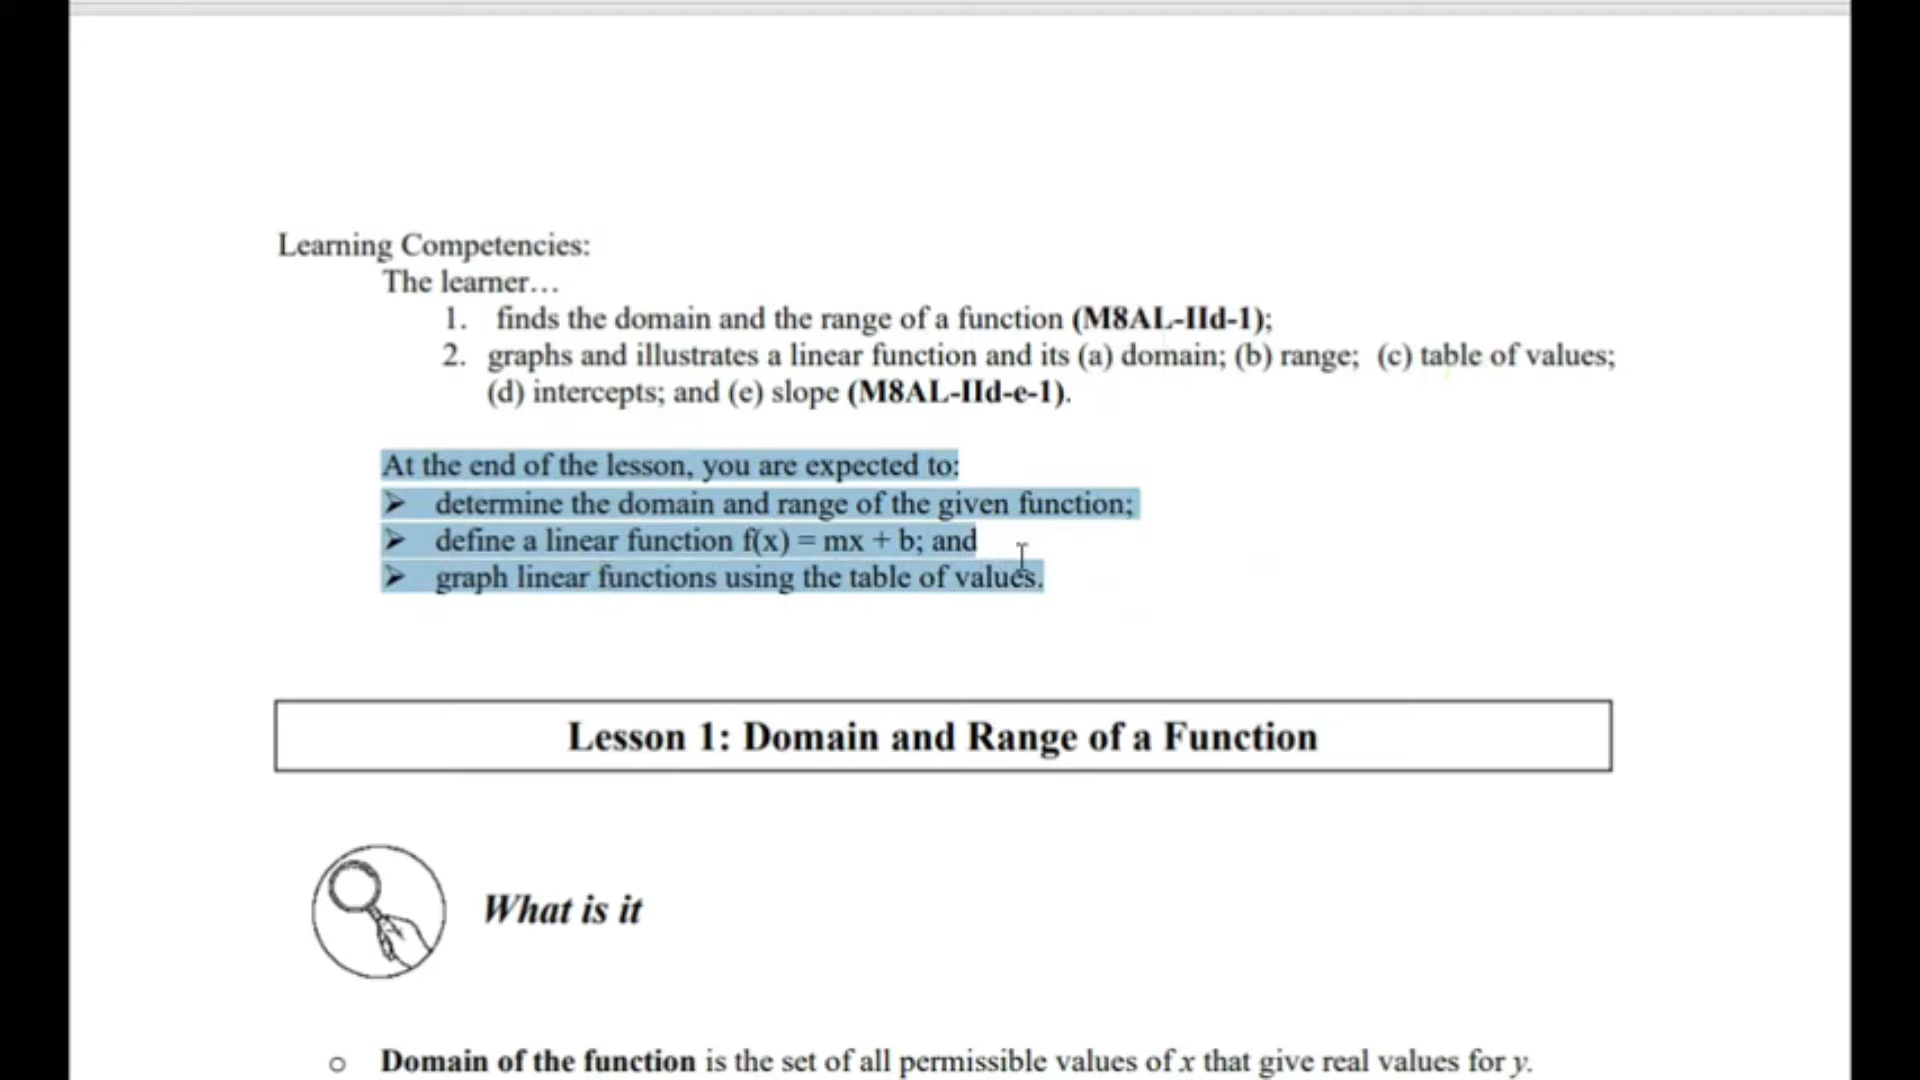 Learning Competencies:
The learner…
1. finds the domain and the range of a function (M8AL-IId-1);
2. graphs and illustrates a linear function and its (a) domain; (b) range; (c) table of values;
(d) intercepts; and (e) slope (M8AL-IId-e-1).
At the end of the lesson, you are expected to:
➢ determine the domain and range of the given function;
➢ define a linear function f(x) = mx + b; and
➢ graph linear functions using the table of values.
Lesson 1: Domain and Range of a Function
What is it
o Domain of the function is the set of all permissible values of x that give real values for y.